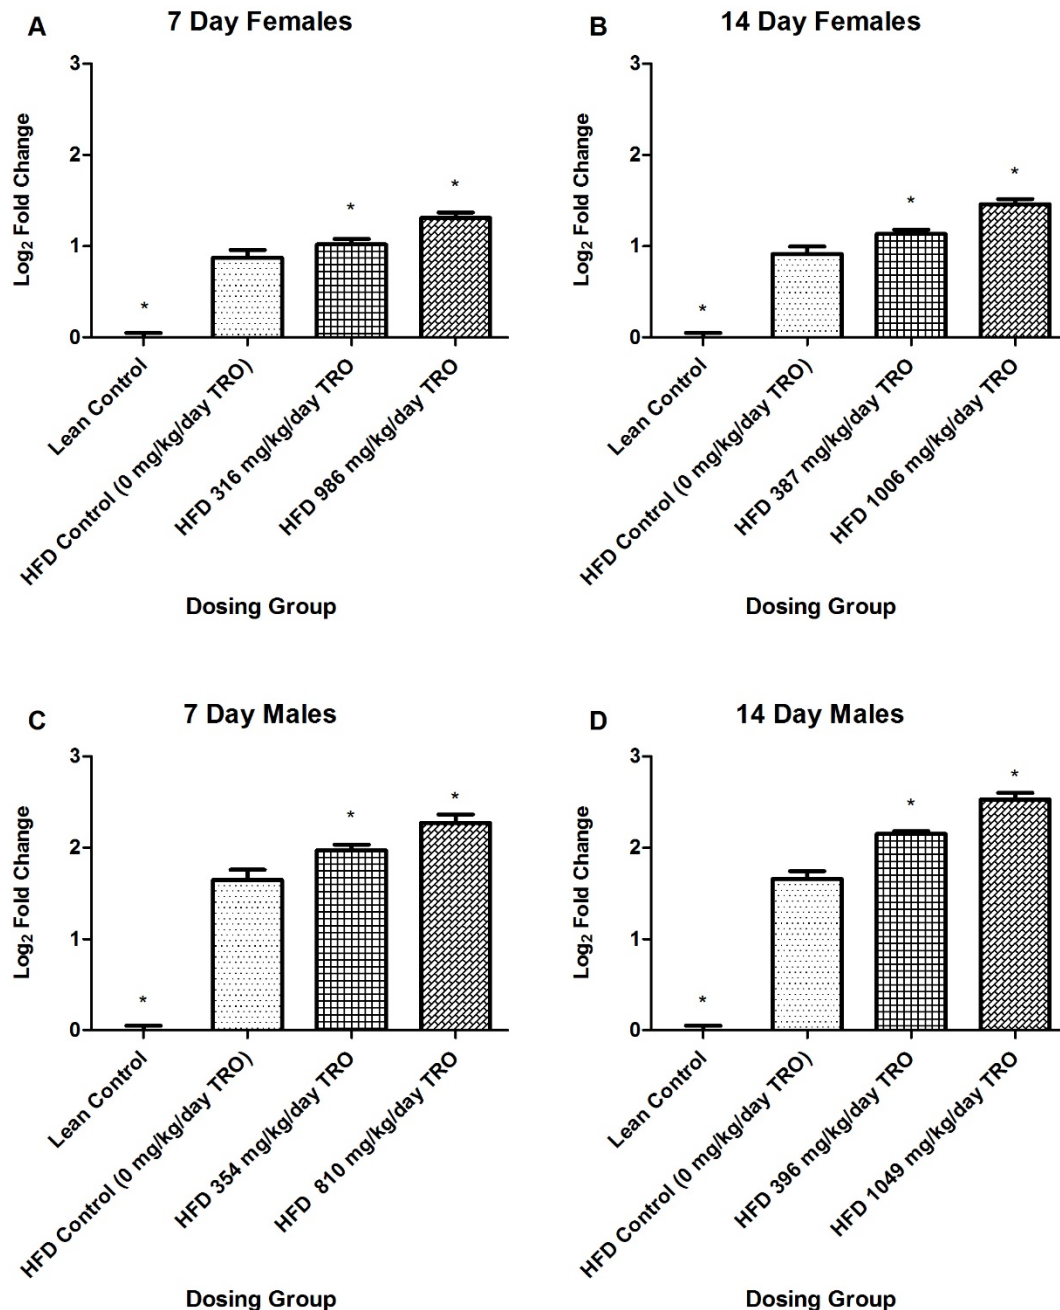 A
7 Day Females
3
2
1
0
Log2 Fold Change
*
*
*
Lean Control
HFD Control (0 mg/kg/day TRO)
HFD 316 mg/kg/day TRO
HFD 986 mg/kg/day TRO
Dosing Group
B
14 Day Females
3
2
1
0
Log2 Fold Change
*
*
*
Lean Control
HFD Control (0 mg/kg/day TRO)
HFD 387 mg/kg/day TRO
HFD 1006 mg/kg/day TRO
Dosing Group
C
7 Day Males
3
2
1
0
Log2 Fold Change
*
*
*
Lean Control
HFD Control (0 mg/kg/day TRO)
HFD 354 mg/kg/day TRO
HFD 810 mg/kg/day TRO
Dosing Group
D
14 Day Males
3
2
1
0
Log2 Fold Change
*
*
*
Lean Control
HFD Control (0 mg/kg/day TRO)
HFD 396 mg/kg/day TRO
HFD 1049 mg/kg/day TRO
Dosing Group